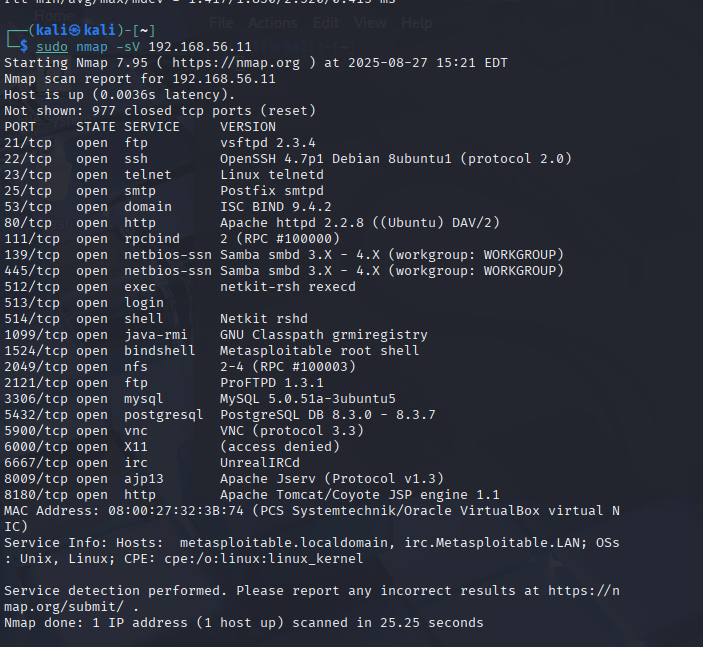 rtt min/avg/max/mdev = 1.417/1.830/2.520/0.415 ms
File Actions Edit View Help
┌──(kali㉿kali)-[~]
└─$ sudo nmap -sV 192.168.56.11
Starting Nmap 7.95 ( https://nmap.org ) at 2025-08-27 15:21 EDT
Nmap scan report for 192.168.56.11
Host is up (0.0036s latency).
Not shown: 977 closed tcp ports (reset)
PORT     STATE SERVICE     VERSION
21/tcp   open  ftp         vsftpd 2.3.4
22/tcp   open  ssh         OpenSSH 4.7p1 Debian 8ubuntu1 (protocol 2.0)
23/tcp   open  telnet      Linux telnetd
25/tcp   open  smtp        Postfix smtpd
53/tcp   open  domain      ISC BIND 9.4.2
80/tcp   open  http        Apache httpd 2.2.8 ((Ubuntu) DAV/2)
111/tcp  open  rpcbind     2 (RPC #100000)
139/tcp  open  netbios-ssn Samba smbd 3.X - 4.X (workgroup: WORKGROUP)
445/tcp  open  netbios-ssn Samba smbd 3.X - 4.X (workgroup: WORKGROUP)
512/tcp  open  exec        netkit-rsh rexecd
513/tcp  open  login
514/tcp  open  shell       Netkit rshd
1099/tcp open  java-rmi    GNU Classpath grmiregistry
1524/tcp open  bindshell   Metasploitable root shell
2049/tcp open  nfs         2-4 (RPC #100003)
2121/tcp open  ftp         ProFTPD 1.3.1
3306/tcp open  mysql       MySQL 5.0.51a-3ubuntu5
5432/tcp open  postgresql  PostgreSQL DB 8.3.0 - 8.3.7
5900/tcp open  vnc         VNC (protocol 3.3)
6000/tcp open  X11         (access denied)
6667/tcp open  irc         UnrealIRCd
8009/tcp open  ajp13       Apache Jserv (Protocol v1.3)
8180/tcp open  http        Apache Tomcat/Coyote JSP engine 1.1
MAC Address: 08:00:27:32:3B:74 (PCS Systemtechnik/Oracle VirtualBox virtual N
IC)
Service Info: Hosts:  metasploitable.localdomain, irc.Metasploitable.LAN; OSs
: Unix, Linux; CPE: cpe:/o:linux:linux_kernel

Service detection performed. Please report any incorrect results at https://n
map.org/submit/ .
Nmap done: 1 IP address (1 host up) scanned in 25.25 seconds